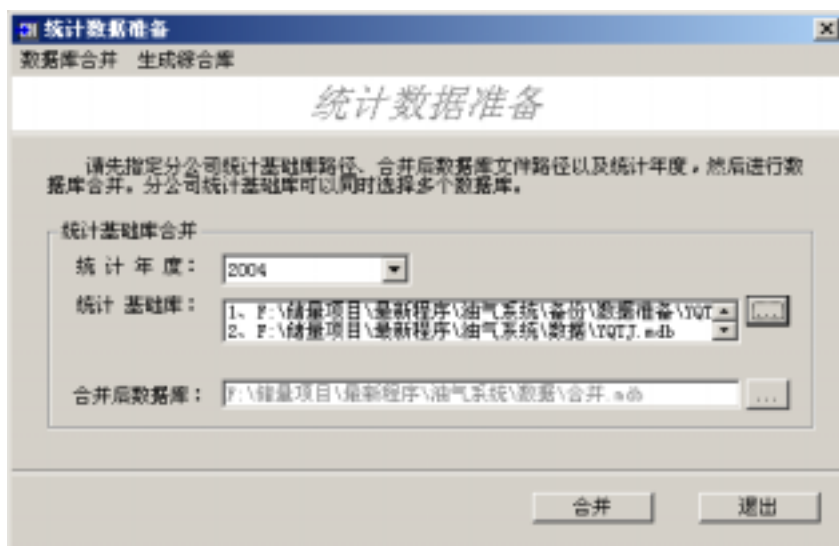 统计数据准备
数据库合并 生成综合库
统计数据准备
请先指定分公司统计基础库路径、合并后数据库文件路径以及统计年度，然后进行数
据库合并。分公司统计基础库可以同时选择多个数据库。
统计基础库合并
统 计 年 度： 2004
统计 基础库： 1、F:\储量项目\最新程序\油气系统\备份\数据准备\YQT
2、F:\储量项目\最新程序\油气系统\数据\YQTJ.mdb
...
合并后数据库： F:\储量项目\最新程序\油气系统\数据\合并.mdb ...
合并 退出